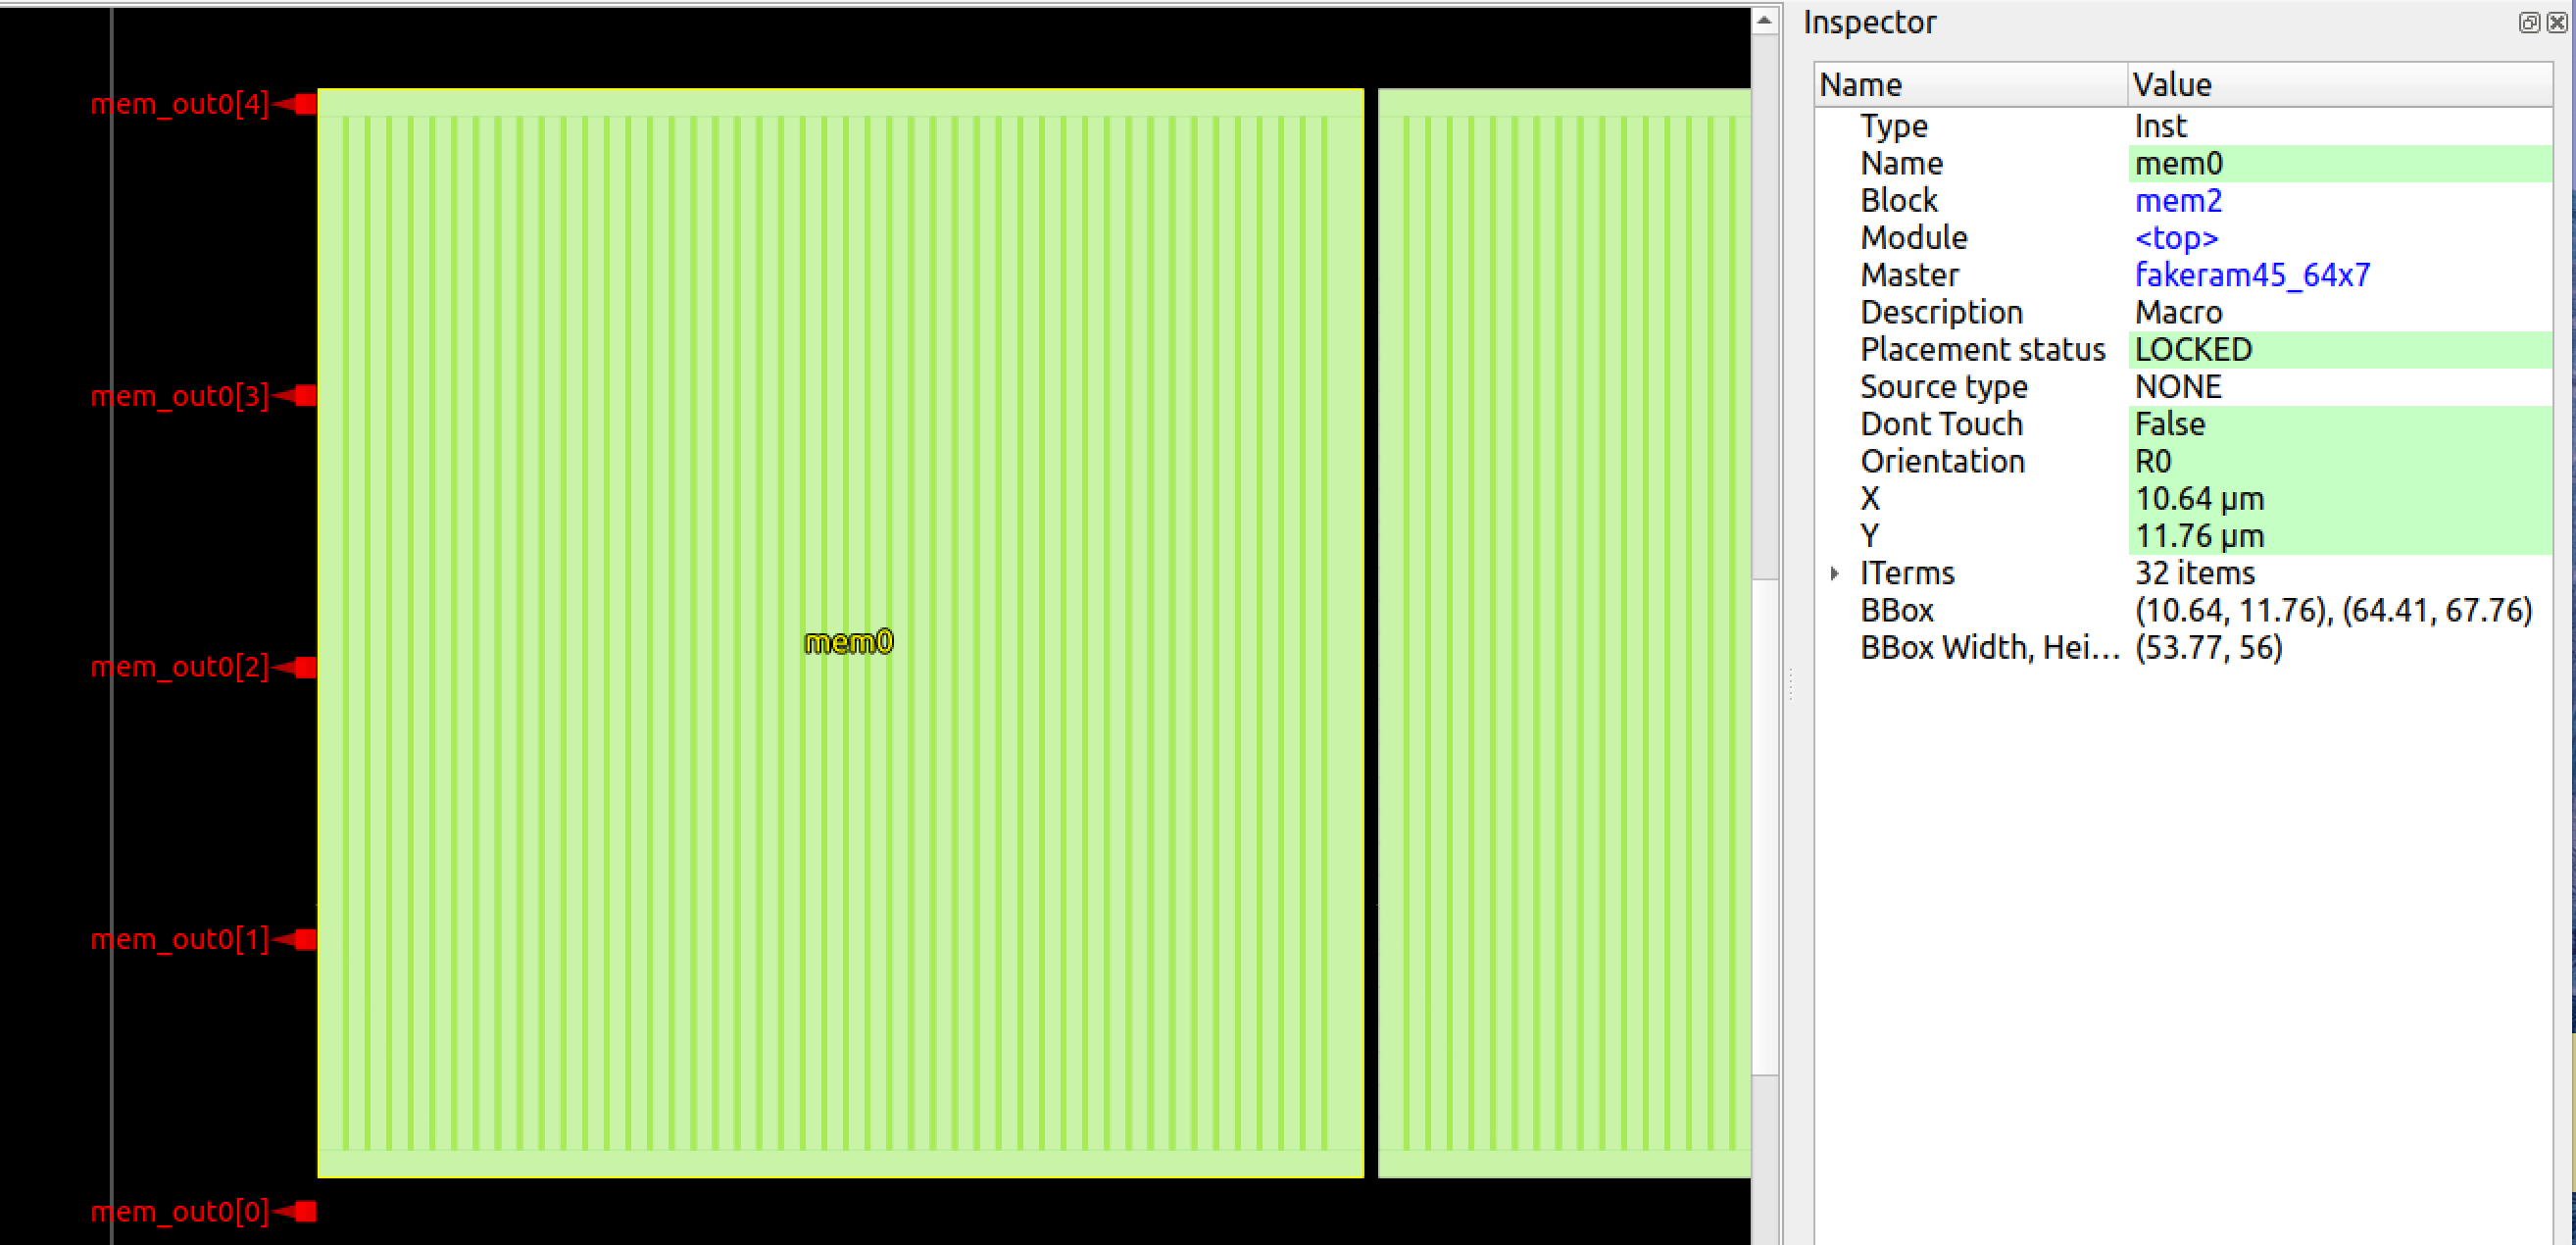 Inspector
Name Value
Type Inst
Name mem0
Block mem2
Module <top>
Master fakeram45_64x7
Description Macro
Placement status LOCKED
Source type NONE
Dont Touch False
Orientation R0
X 10.64 μm
Y 11.76 μm
ITerms 32 items
BBox (10.64, 11.76), (64.41, 67.76)
BBox Width, Hei... (53.77, 56)
mem_out0[4]
mem_out0[3]
mem0
mem_out0[2]
mem_out0[1]
mem_out0[0]